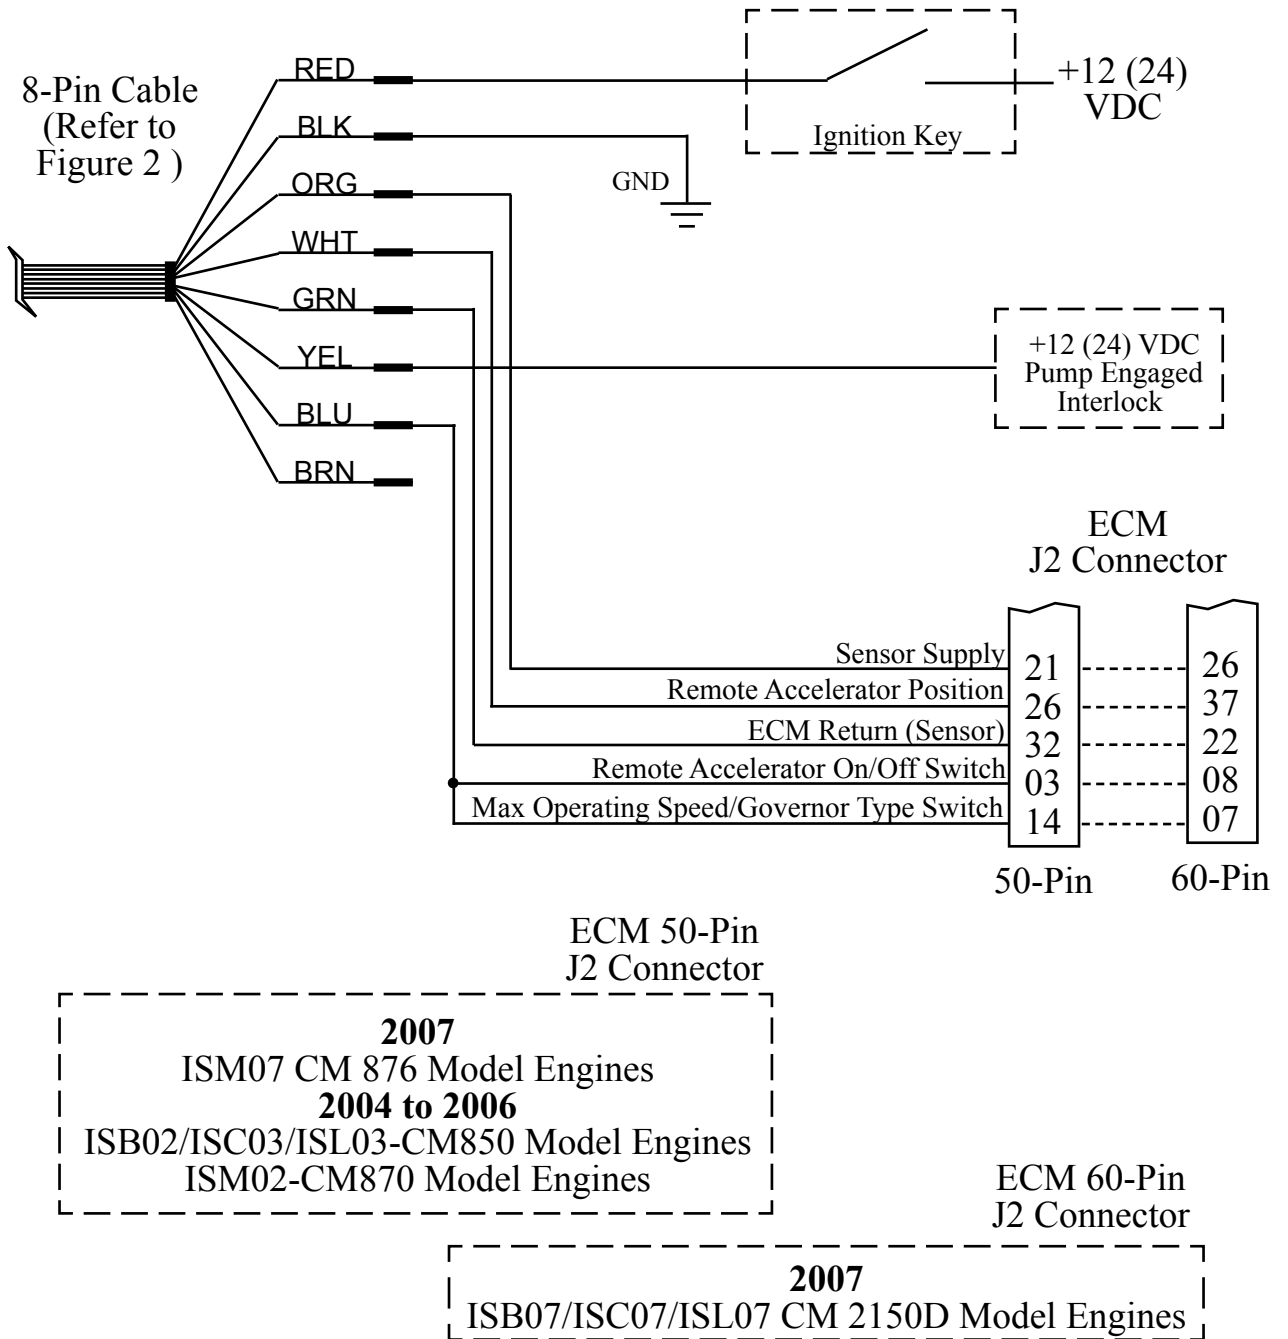 8-Pin Cable
(Refer to
Figure 2 )
RED
BLK
ORG
WHT
GRN
YEL
BLU
BRN
Ignition Key
+12 (24)
VDC
GND
+12 (24) VDC
Pump Engaged
Interlock
ECM
J2 Connector
Sensor Supply 21 26
Remote Accelerator Position 26 37
ECM Return (Sensor) 32 22
Remote Accelerator On/Off Switch 03 08
Max Operating Speed/Governor Type Switch 14 07
50-Pin 60-Pin
ECM 50-Pin
J2 Connector
2007
ISM07 CM 876 Model Engines
2004 to 2006
ISB02/ISC03/ISL03-CM850 Model Engines
ISM02-CM870 Model Engines
ECM 60-Pin
J2 Connector
2007
ISB07/ISC07/ISL07 CM 2150D Model Engines